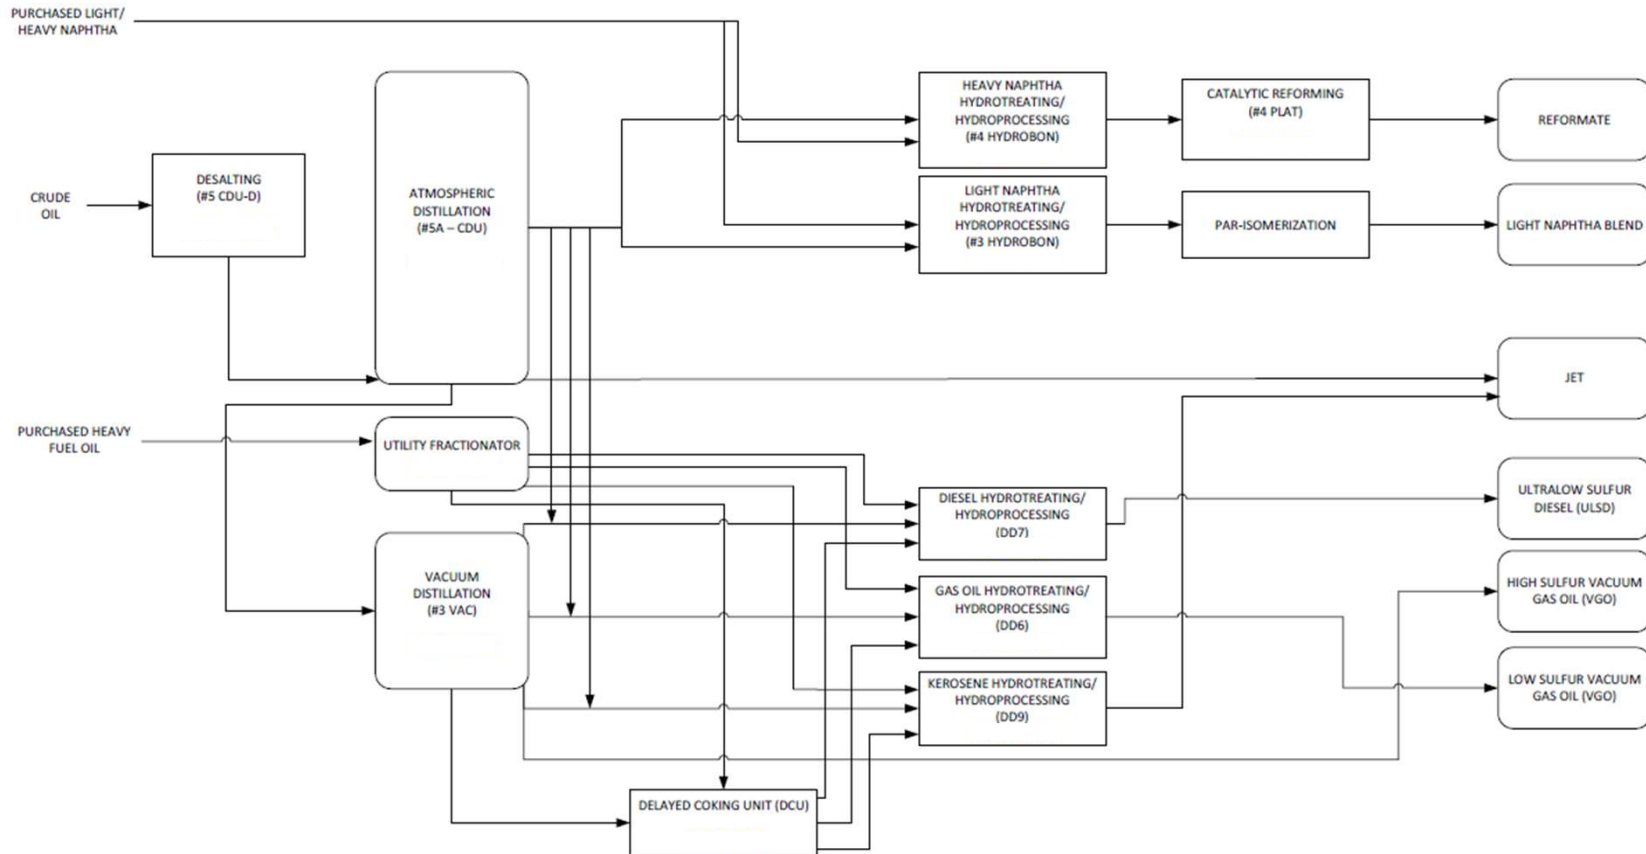 PURCHASED LIGHT/
HEAVY NAPHTHA
CRUDE
OIL
DESALTING
(#5 CDU-D)
ATMOSPHERIC
DISTILLATION
(#5A – CDU)
HEAVY NAPHTHA
HYDROTREATING/
HYDROPROCESSING
(#4 HYDROBON)
CATALYTIC REFORMING
(#4 PLAT)
REFORMATE
LIGHT NAPHTHA
HYDROTREATING/
HYDROPROCESSING
(#3 HYDROBON)
PAR-ISOMERIZATION
LIGHT NAPHTHA BLEND
JET
PURCHASED HEAVY
FUEL OIL
UTILITY FRACTIONATOR
DIESEL HYDROTREATING/
HYDROPROCESSING
(DD7)
ULTRALOW SULFUR
DIESEL (ULSD)
VACUUM
DISTILLATION
(#3 VAC)
GAS OIL HYDROTREATING/
HYDROPROCESSING
(DD6)
HIGH SULFUR VACUUM
GAS OIL (VGO)
KEROSENE HYDROTREATING/
HYDROPROCESSING
(DD9)
LOW SULFUR VACUUM
GAS OIL (VGO)
DELAYED COKING UNIT (DCU)